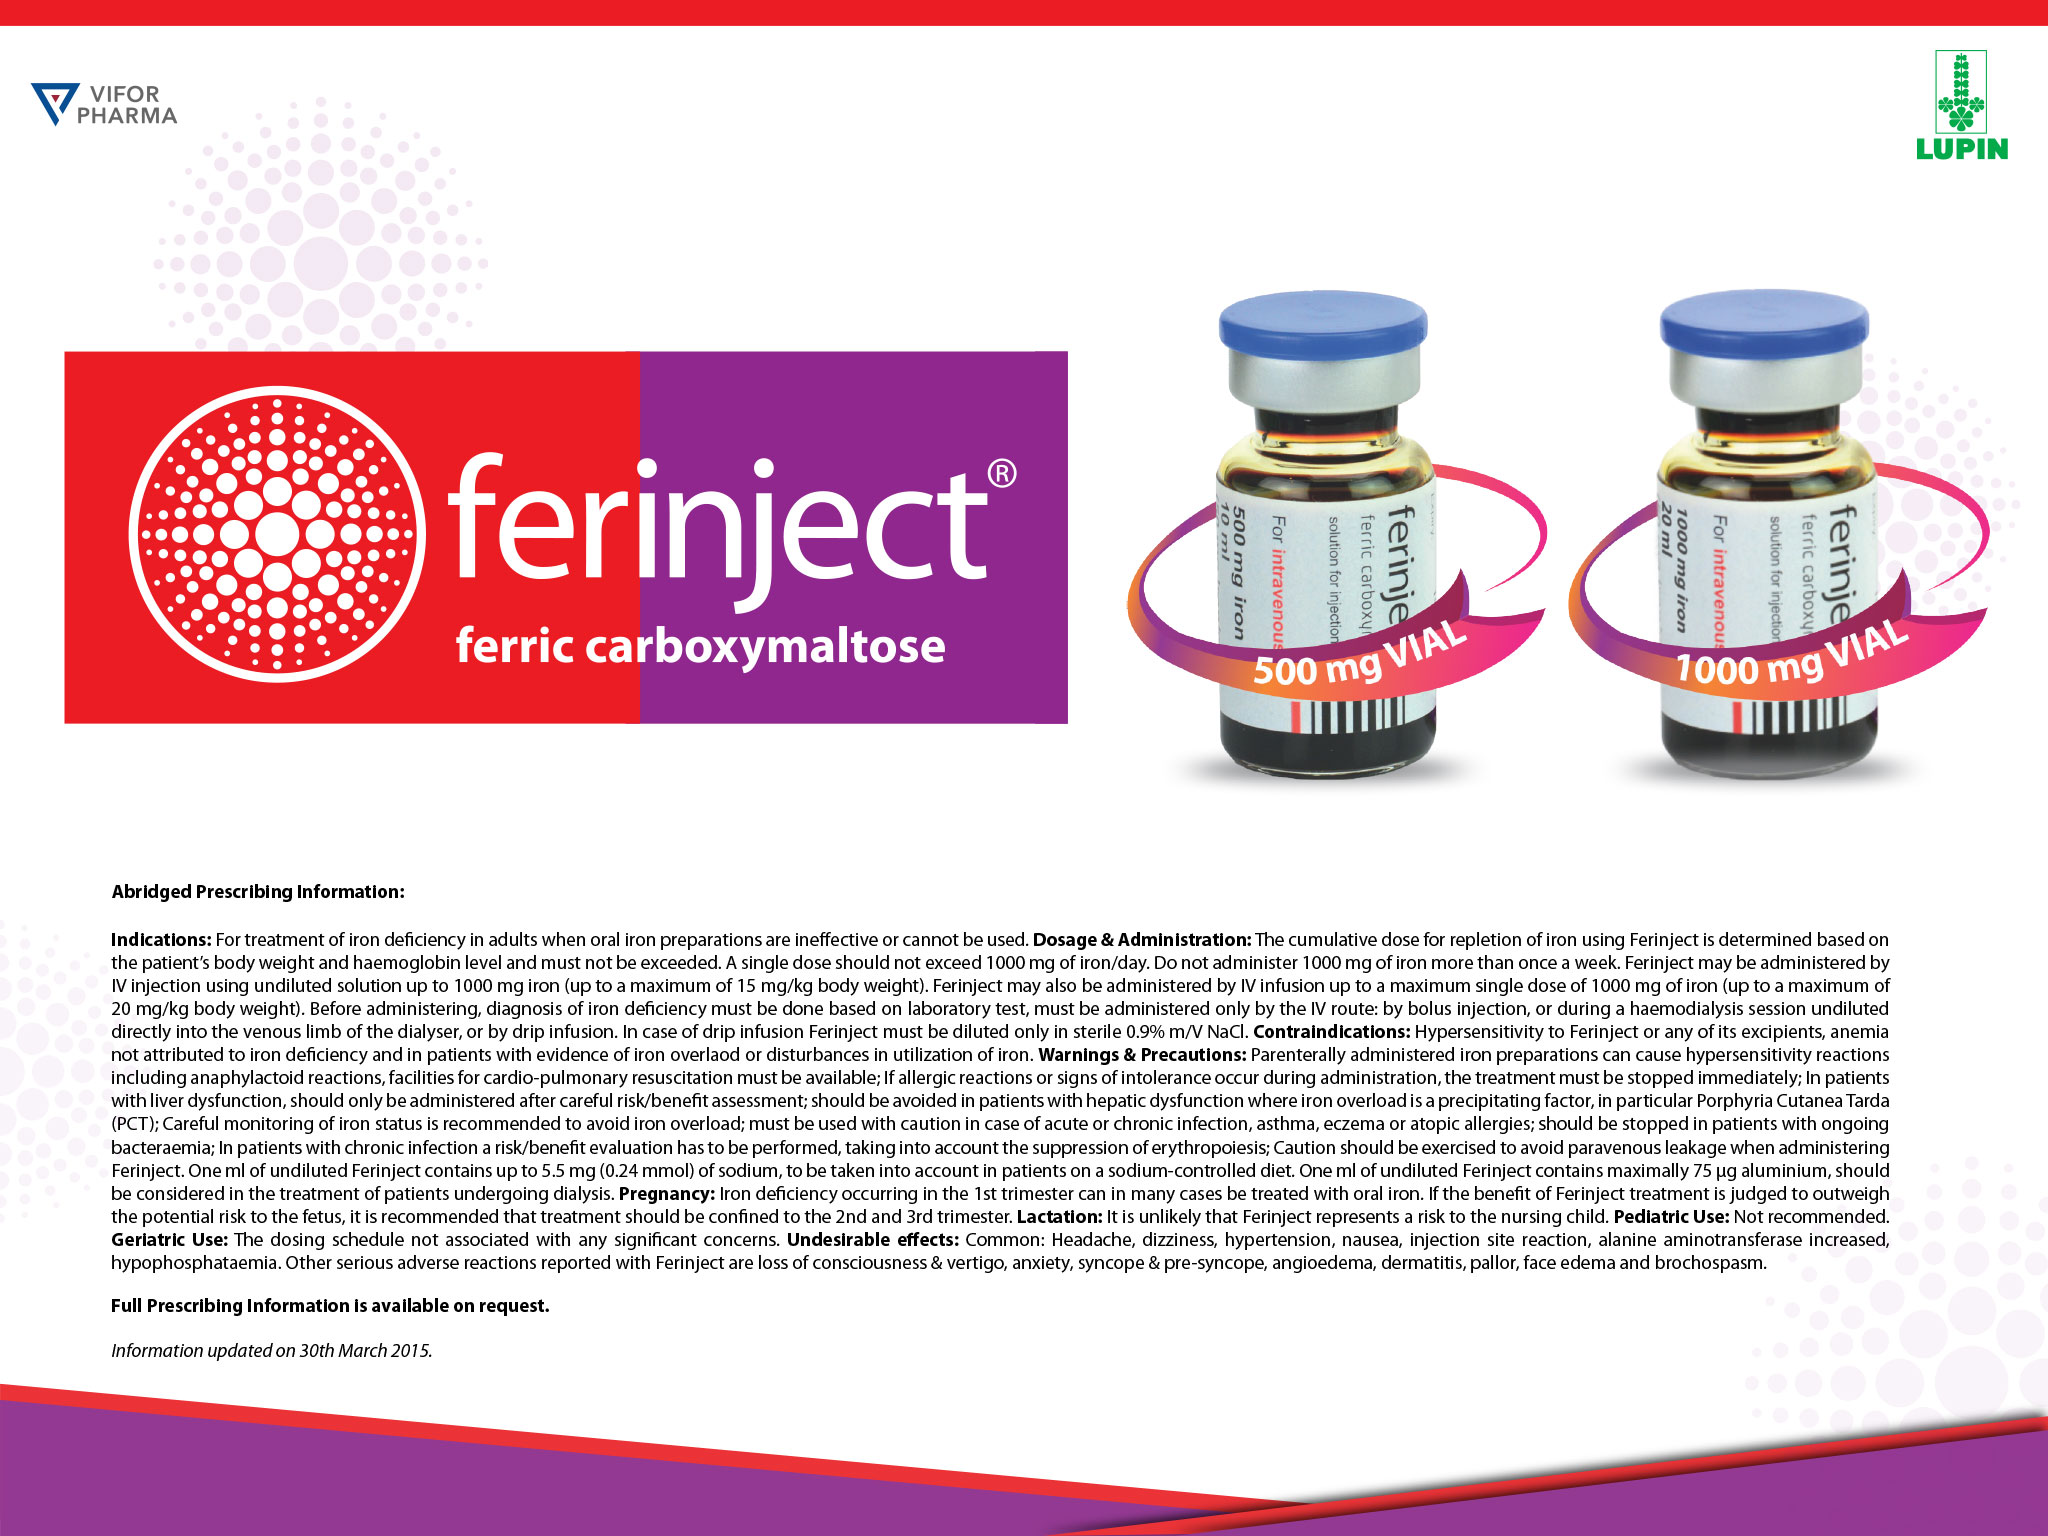 VIFOR
PHARMA
LUPIN
ferinject®
ferric carboxymaltose
ferinje
ferric carboxy
solution for injection
For intravenous
500 mg iron
10 ml
500 mg VIAL
ferinje
ferric carboxy
solution for injection
For intravenous
1000 mg iron
20 ml
1000 mg VIAL
Abridged Prescribing Information:
Indications: For treatment of iron deficiency in adults when oral iron preparations are ineffective or cannot be used. Dosage & Administration: The cumulative dose for repletion of iron using Ferinject is determined based on
the patient's body weight and haemoglobin level and must not be exceeded. A single dose should not exceed 1000 mg of iron/day. Do not administer 1000 mg of iron more than once a week. Ferinject may be administered by
IV injection using undiluted solution up to 1000 mg iron (up to a maximum of 15 mg/kg body weight). Ferinject may also be administered by IV infusion up to a maximum single dose of 1000 mg of iron (up to a maximum of
20 mg/kg body weight). Before administering, diagnosis of iron deficiency must be done based on laboratory test, must be administered only by the IV route: by bolus injection, or during a haemodialysis session undiluted
directly into the venous limb of the dialyser, or by drip infusion. In case of drip infusion Ferinject must be diluted only in sterile 0.9% m/V NaCl. Contraindications: Hypersensitivity to Ferinject or any of its excipients, anemia
not attributed to iron deficiency and in patients with evidence of iron overlaod or disturbances in utilization of iron. Warnings & Precautions: Parenterally administered iron preparations can cause hypersensitivity reactions
including anaphylactoid reactions, facilities for cardio-pulmonary resuscitation must be available; If allergic reactions or signs of intolerance occur during administration, the treatment must be stopped immediately; In patients
with liver dysfunction, should only be administered after careful risk/benefit assessment; should be avoided in patients with hepatic dysfunction where iron overload is a precipitating factor, in particular Porphyria Cutanea Tarda
(PCT); Careful monitoring of iron status is recommended to avoid iron overload; must be used with caution in case of acute or chronic infection, asthma, eczema or atopic allergies; should be stopped in patients with ongoing
bacteraemia; In patients with chronic infection a risk/benefit evaluation has to be performed, taking into account the suppression of erythropoiesis; Caution should be exercised to avoid paravenous leakage when administering
Ferinject. One ml of undiluted Ferinject contains up to 5.5 mg (0.24 mmol) of sodium, to be taken into account in patients on a sodium-controlled diet. One ml of undiluted Ferinject contains maximally 75 µg aluminium, should
be considered in the treatment of patients undergoing dialysis. Pregnancy: Iron deficiency occurring in the 1st trimester can in many cases be treated with oral iron. If the benefit of Ferinject treatment is judged to outweigh
the potential risk to the fetus, it is recommended that treatment should be confined to the 2nd and 3rd trimester. Lactation: It is unlikely that Ferinject represents a risk to the nursing child. Pediatric Use: Not recommended.
Geriatric Use: The dosing schedule not associated with any significant concerns. Undesirable effects: Common: Headache, dizziness, hypertension, nausea, injection site reaction, alanine aminotransferase increased,
hypophosphataemia. Other serious adverse reactions reported with Ferinject are loss of consciousness & vertigo, anxiety, syncope & pre-syncope, angioedema, dermatitis, pallor, face edema and brochospasm.
Full Prescribing Information is available on request.
Information updated on 30th March 2015.